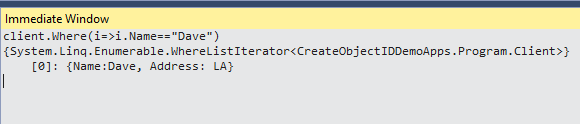 Immediate Window
client.Where(i=>i.Name=="Dave")
{System.Linq.Enumerable.WhereListIterator<CreateObjectIDDemoApps.Program.Client>}
    [0]: {Name:Dave, Address: LA}